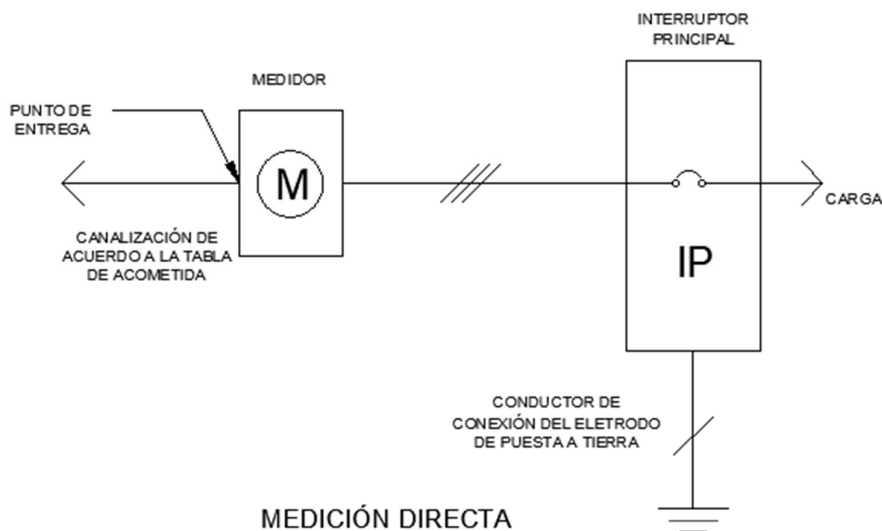 INTERRUPTOR
PRINCIPAL
MEDIDOR
PUNTO DE
ENTREGA
M
CARGA
CANALIZACIÓN DE
ACUERDO A LA TABLA
DE ACOMETIDA
IP
CONDUCTOR DE
CONEXIÓN DEL ELETRODO
DE PUESTA A TIERRA
MEDICIÓN DIRECTA